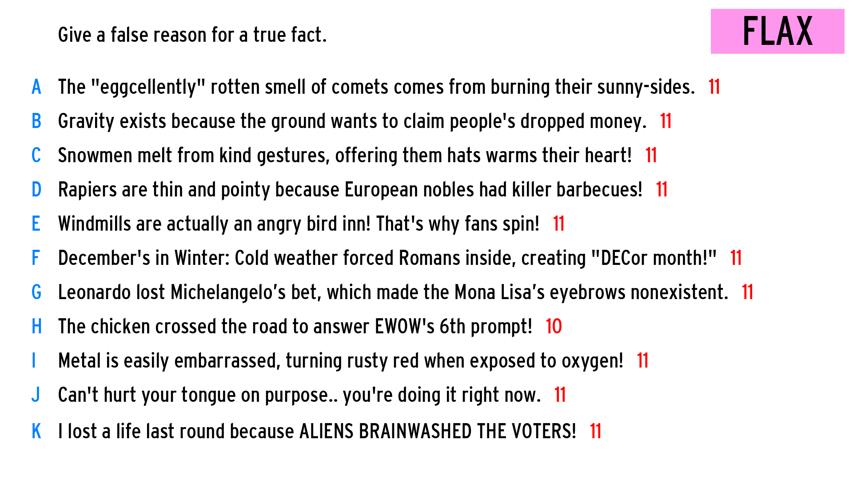 Give a false reason for a true fact.
FLAX
A The "eggcellently" rotten smell of comets comes from burning their sunny-sides. 11
B Gravity exists because the ground wants to claim people's dropped money. 11
C Snowmen melt from kind gestures, offering them hats warms their heart! 11
D Rapiers are thin and pointy because European nobles had killer barbecues! 11
E Windmills are actually an angry bird inn! That's why fans spin! 11
F December's in Winter: Cold weather forced Romans inside, creating "DECor month!" 11
G Leonardo lost Michelangelo’s bet, which made the Mona Lisa’s eyebrows nonexistent. 11
H The chicken crossed the road to answer EWOW's 6th prompt! 10
I Metal is easily embarrassed, turning rusty red when exposed to oxygen! 11
J Can't hurt your tongue on purpose.. you're doing it right now. 11
K I lost a life last round because ALIENS BRAINWASHED THE VOTERS! 11